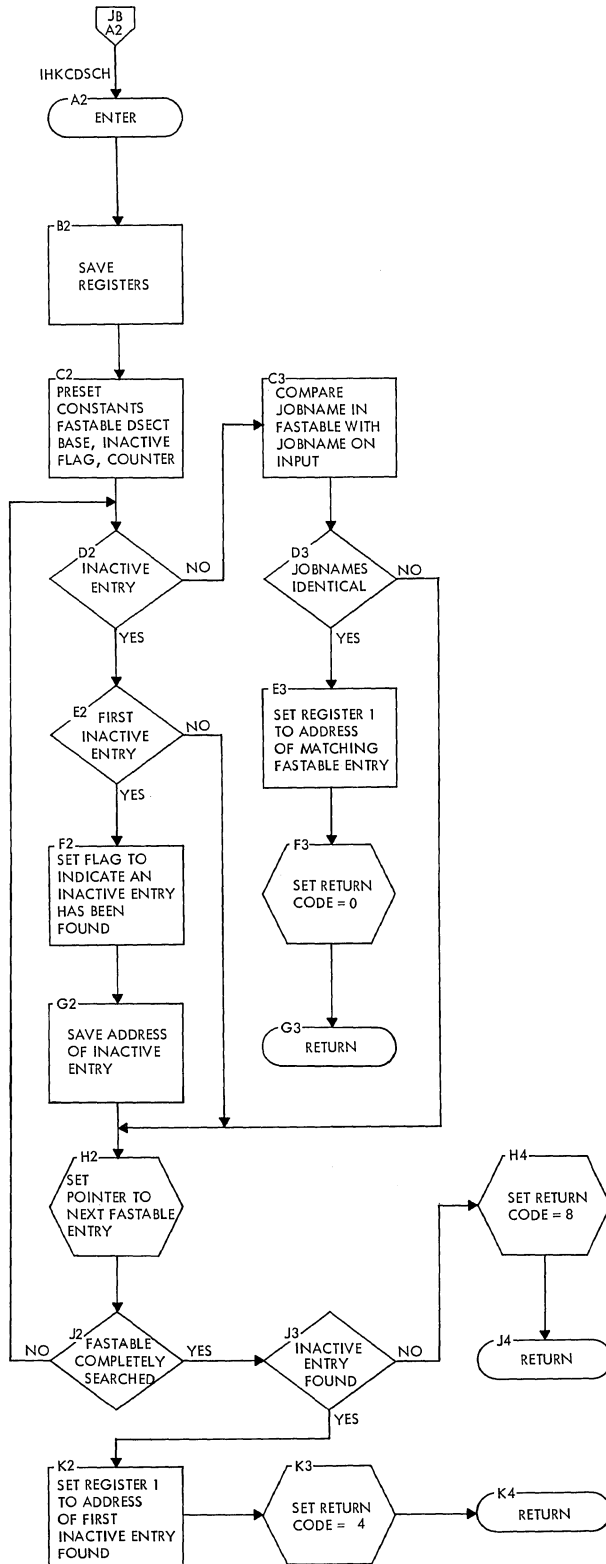 JB
A2
IHKCDSCH
A2
ENTER
B2
SAVE
REGISTERS
C2
PRESET
CONSTANTS
FASTABLE DSECT
BASE, INACTIVE
FLAG, COUNTER
C3
COMPARE
JOBNAME IN
FASTABLE WITH
JOBNAME ON
INPUT
D2
INACTIVE
ENTRY
NO
YES
D3
JOBNAMES
IDENTICAL
NO
YES
E2
FIRST
INACTIVE
ENTRY
NO
YES
E3
SET REGISTER 1
TO ADDRESS
OF MATCHING
FASTABLE ENTRY
F2
SET FLAG TO
INDICATE AN
INACTIVE ENTRY
HAS BEEN
FOUND
F3
SET RETURN
CODE = 0
G2
SAVE ADDRESS
OF INACTIVE
ENTRY
G3
RETURN
H2
SET
POINTER TO
NEXT FASTABLE
ENTRY
H4
SET RETURN
CODE = 8
J2
FASTABLE
COMPLETELY
SEARCHED
NO
YES
J3
INACTIVE
ENTRY
FOUND
NO
YES
J4
RETURN
K2
SET REGISTER 1
TO ADDRESS
OF FIRST
INACTIVE ENTRY
FOUND
K3
SET RETURN
CODE = 4
K4
RETURN